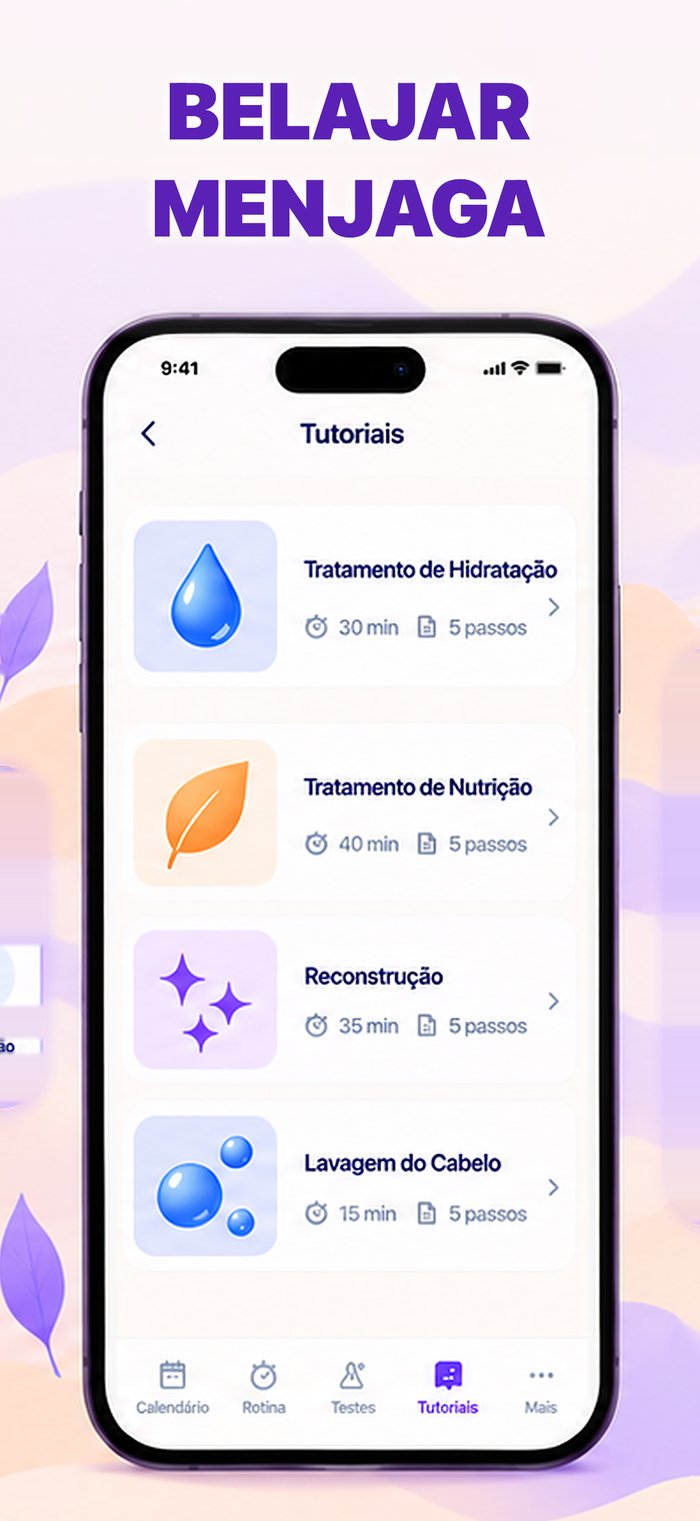 BELAJAR
MENJAGA
9:41
Tutoriais
Tratamento de Hidratação
30 min 5 passos
Tratamento de Nutrição
40 min 5 passos
Reconstrução
35 min 5 passos
ão
Lavagem do Cabelo
15 min 5 passos
Calendário Rotina Testes Tutoriais Mais